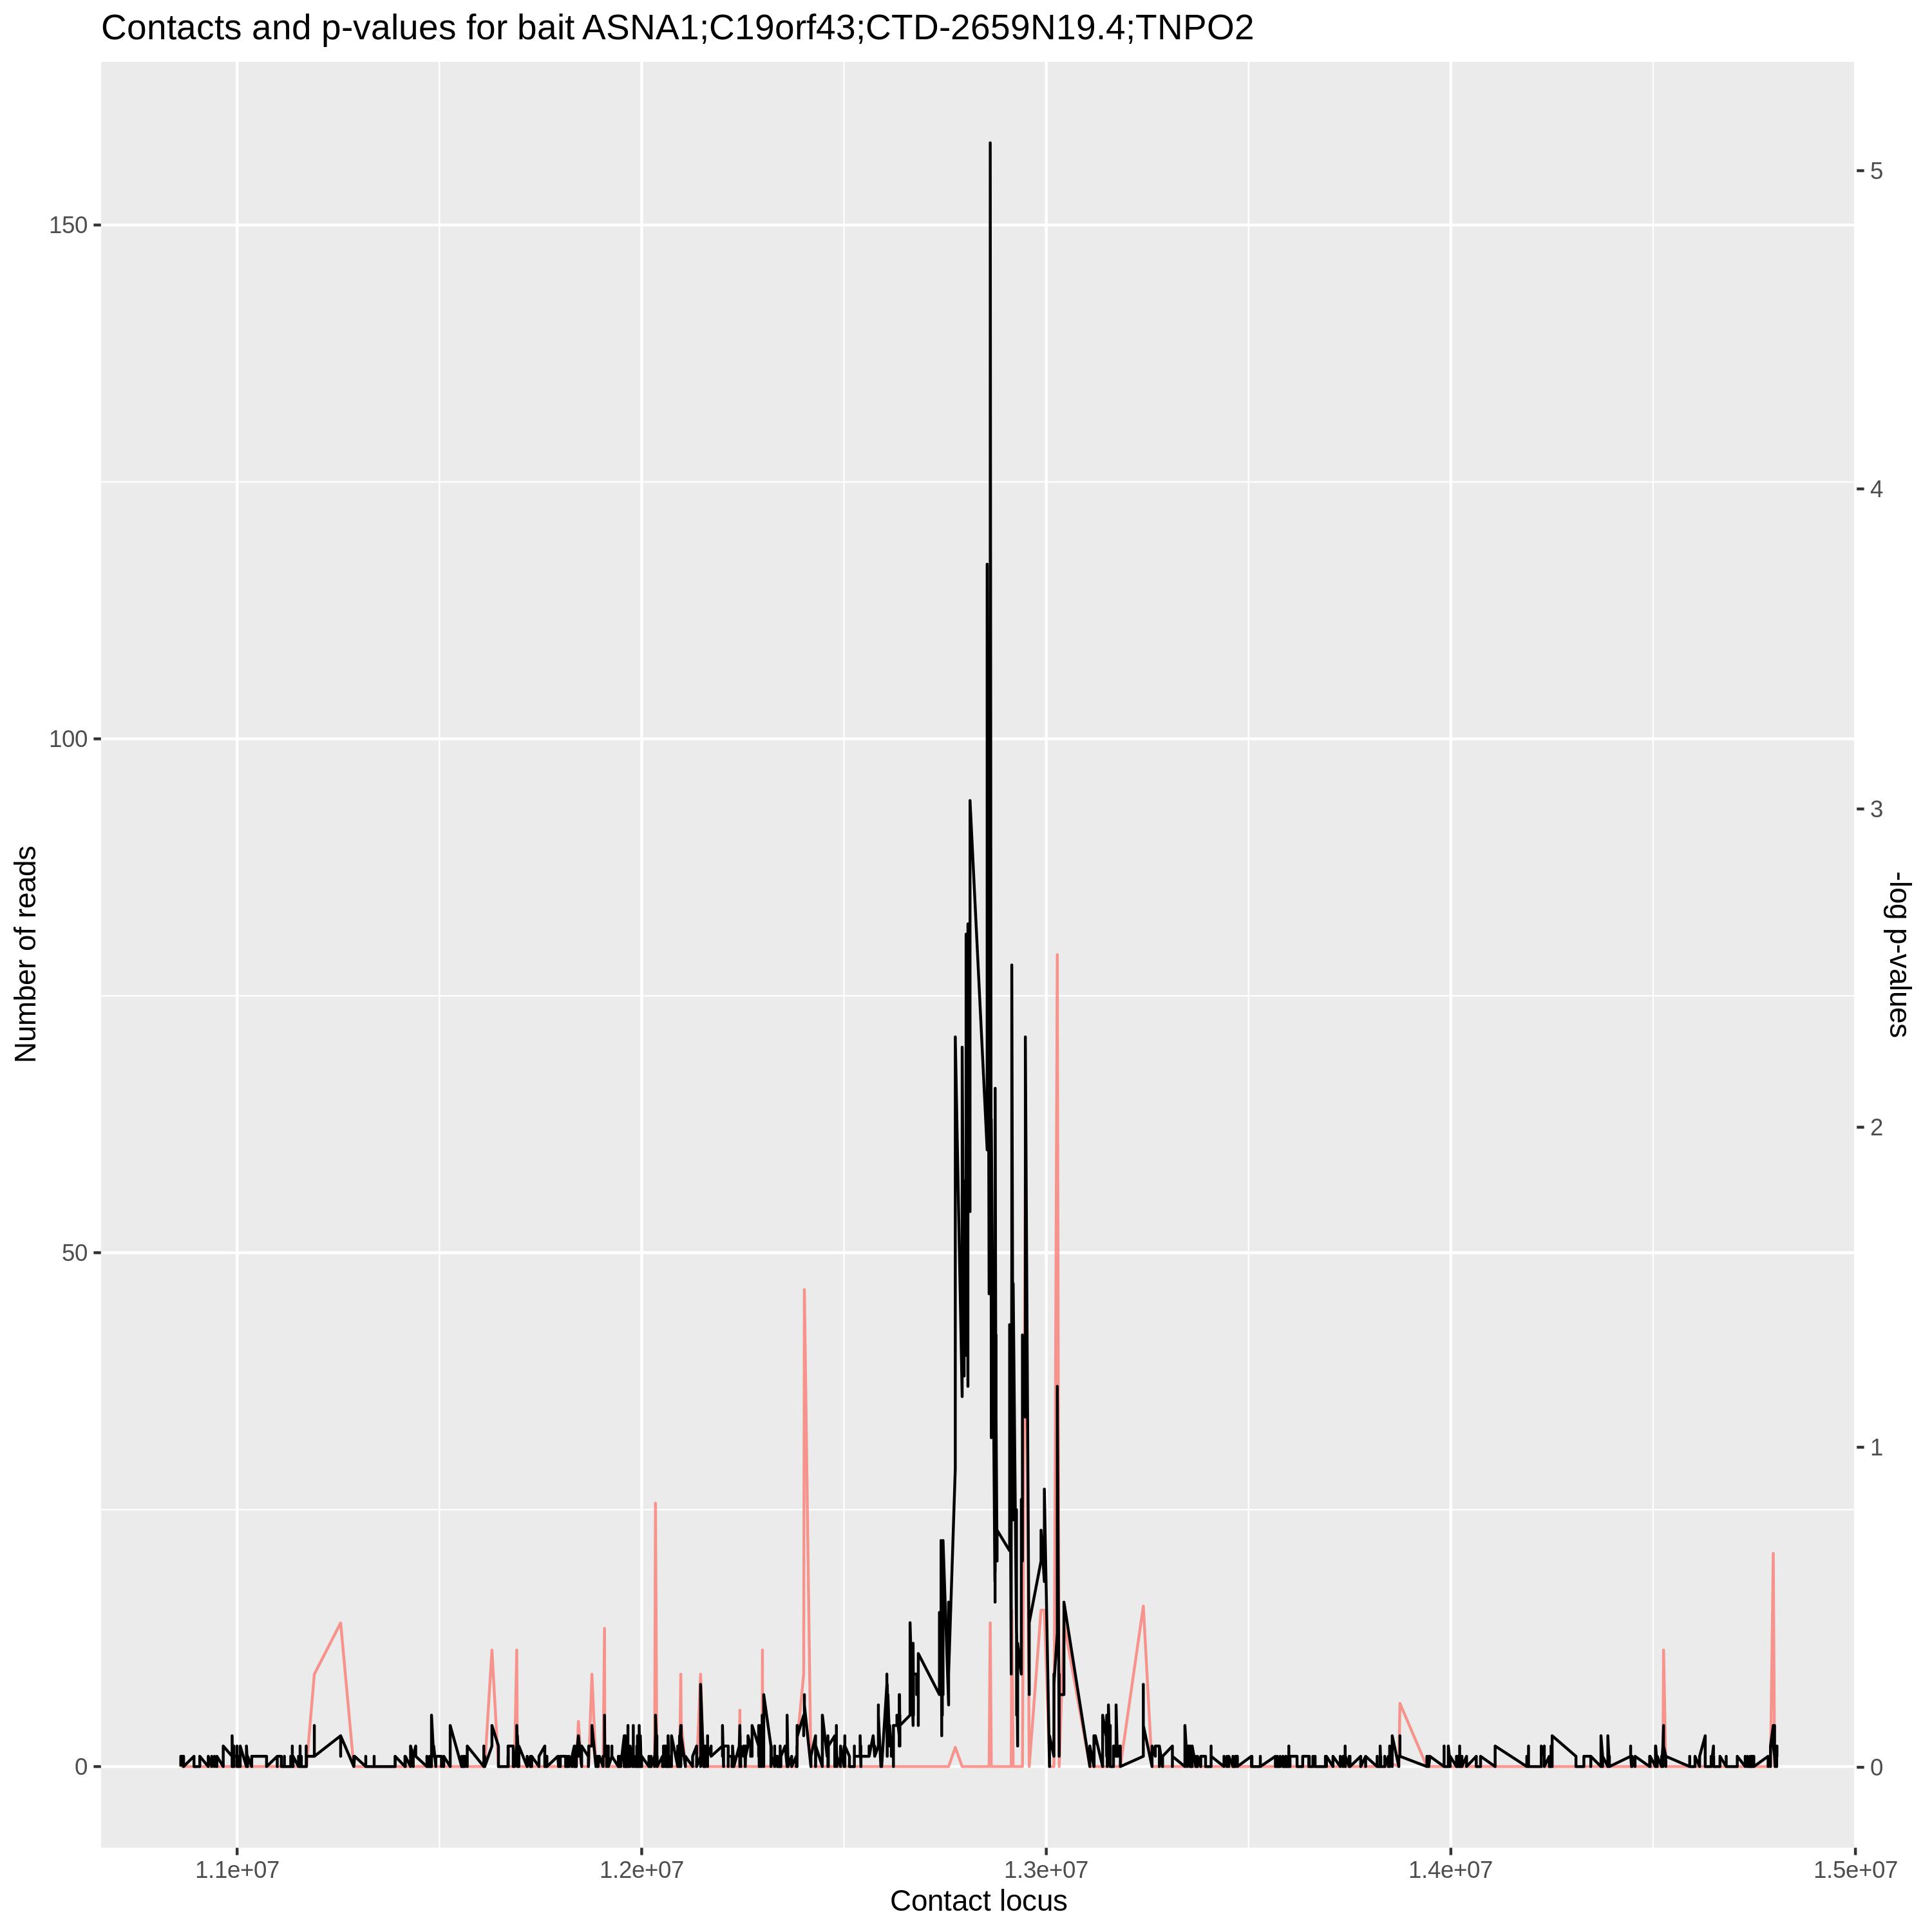 Contacts and p-values for bait ASNA1;C19orf43;CTD-2659N19.4;TNPO2
150
100
50
0
Number of reads
5
4
3
2
1
0
-log p-values
1.1e+07
1.2e+07
1.3e+07
1.4e+07
1.5e+07
Contact locus